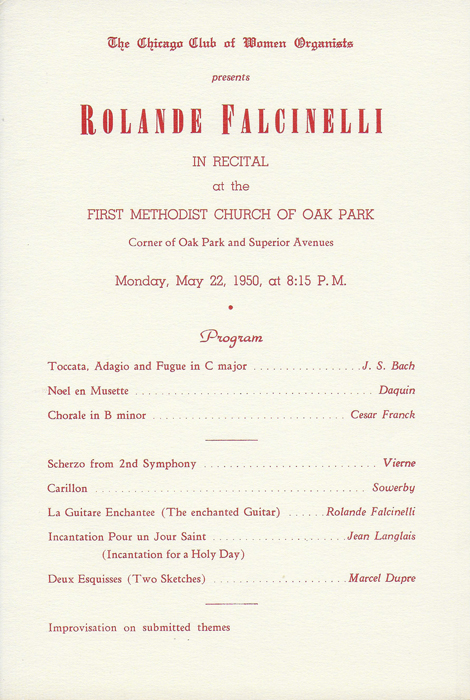 The Chicago Club of Women Organists
presents
ROLANDE FALCINELLI
IN RECITAL
at the
FIRST METHODIST CHURCH OF OAK PARK
Corner of Oak Park and Superior Avenues
Monday, May 22, 1950, at 8:15 P. M.
Program
Toccata, Adagio and Fugue in C major . . . . . . . . . . . . . . . . J. S. Bach
Noel en Musette . . . . . . . . . . . . . . . . . . . . . . . . . . . . . . . . . . . Daquin
Chorale in B minor . . . . . . . . . . . . . . . . . . . . . . . . . . . . Cesar Franck
Scherzo from 2nd Symphony . . . . . . . . . . . . . . . . . . . . . . . . . . Vierne
Carillon . . . . . . . . . . . . . . . . . . . . . . . . . . . . . . . . . . . . . . . . Sowerby
La Guitare Enchantee (The enchanted Guitar) . . . . . . Rolande Falcinelli
Incantation Pour un Jour Saint . . . . . . . . . . . . . . . . . . . . Jean Langlais
(Incantation for a Holy Day)
Deux Esquisses (Two Sketches) . . . . . . . . . . . . . . . . . . . . Marcel Dupre
Improvisation on submitted themes